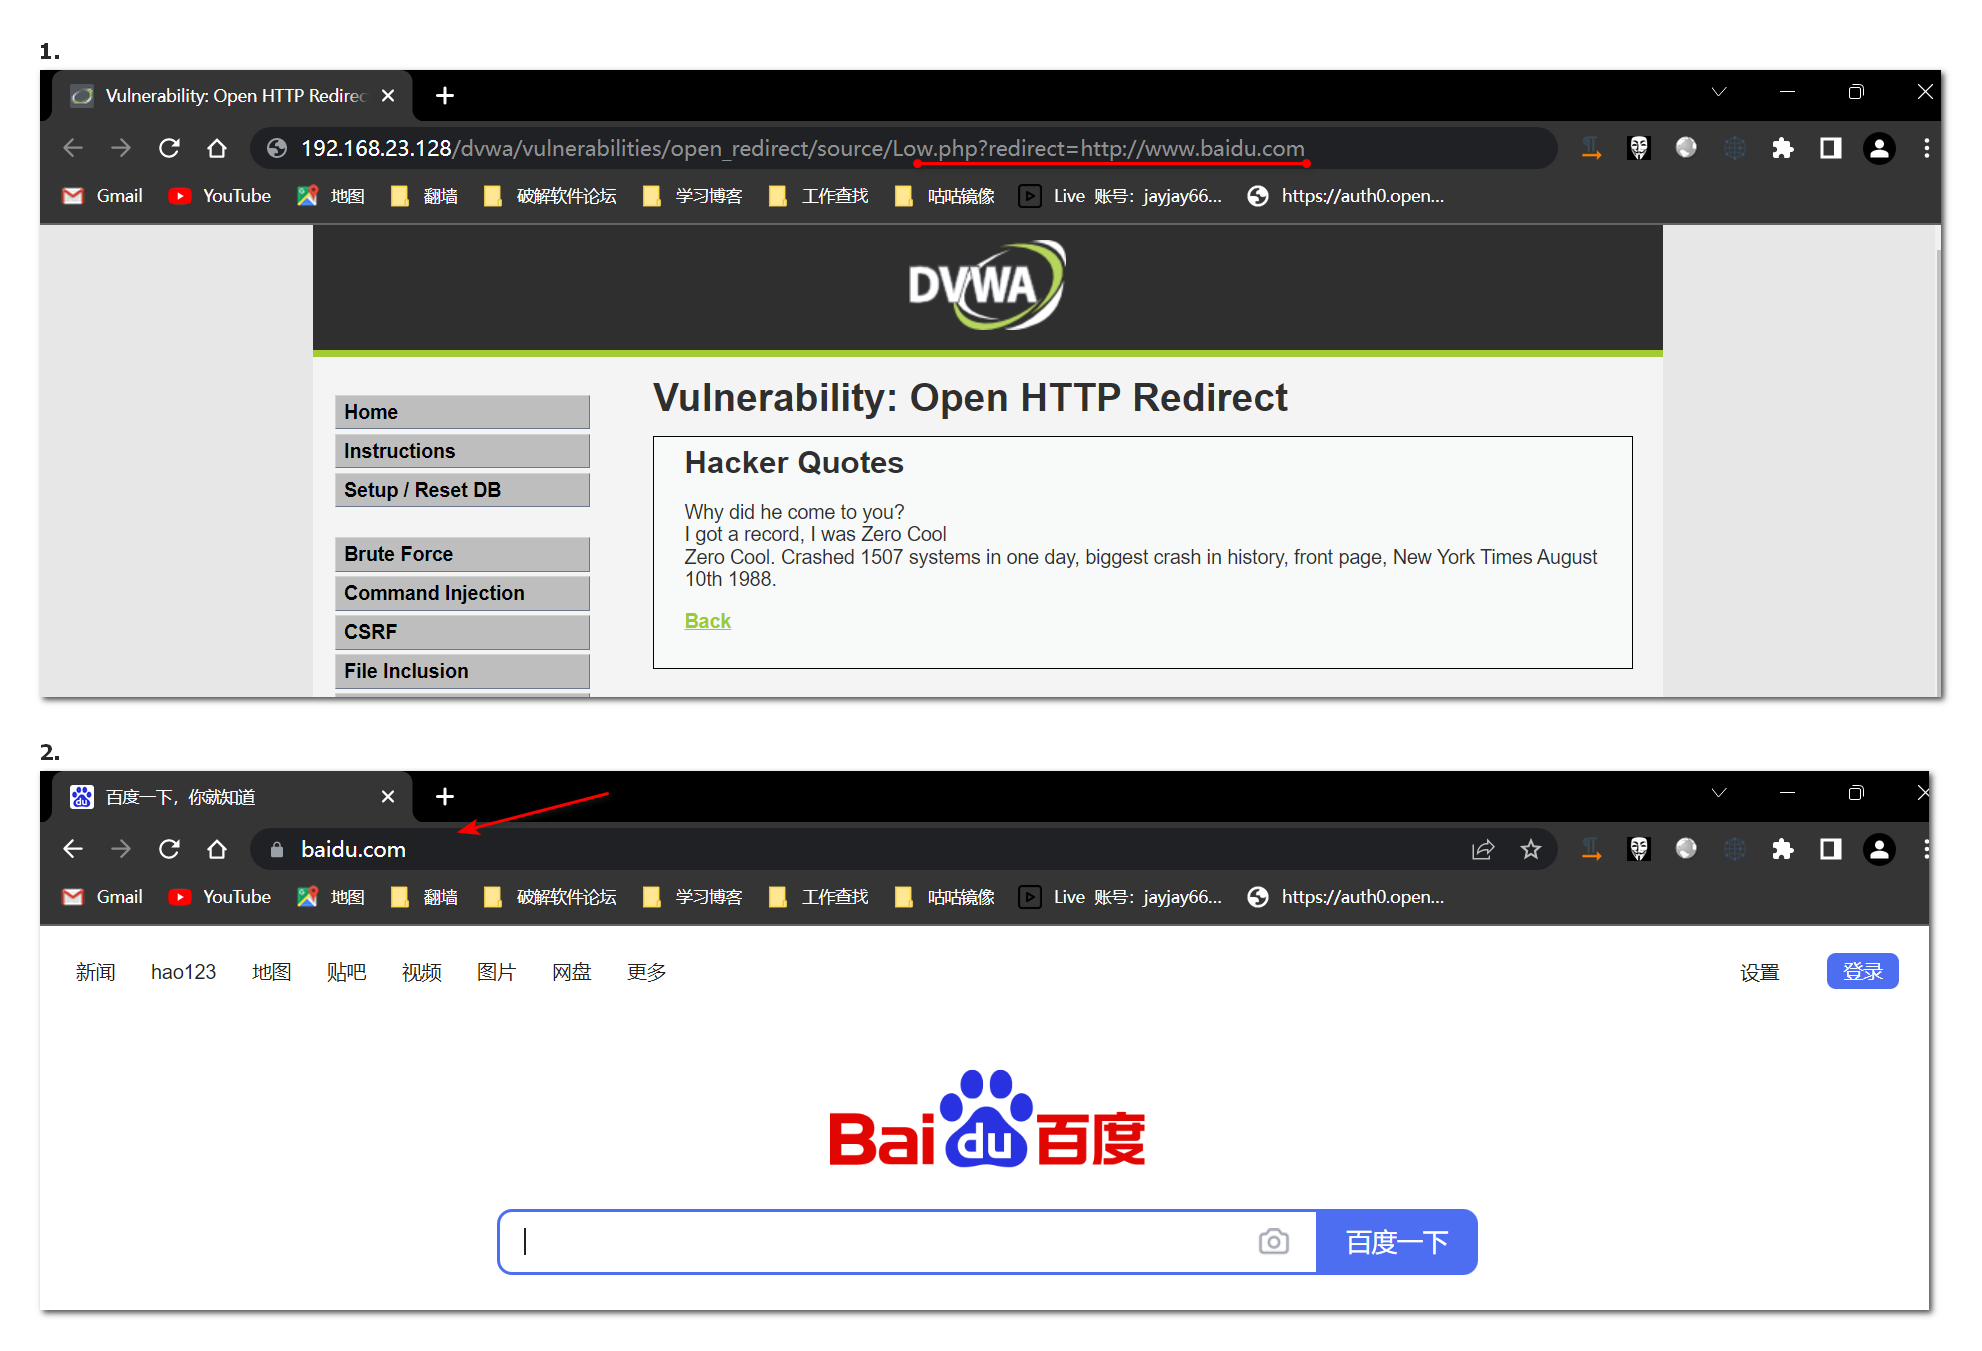 1.
Vulnerability: Open HTTP Redirec
192.168.23.128/dvwa/vulnerabilities/open_redirect/source/Low.php?redirect=http://www.baidu.com
Gmail YouTube 地图 翻墙 破解软件论坛 学习博客 工作查找 咕咕镜像 Live 账号：jayjay66... https://auth0.open...
DVWA
Vulnerability: Open HTTP Redirect
Home
Instructions
Setup / Reset DB
Brute Force
Command Injection
CSRF
File Inclusion
Hacker Quotes
Why did he come to you?
I got a record, I was Zero Cool
Zero Cool. Crashed 1507 systems in one day, biggest crash in history, front page, New York Times August
10th 1988.
Back
2.
百度一下，你就知道
baidu.com
Gmail YouTube 地图 翻墙 破解软件论坛 学习博客 工作查找 咕咕镜像 Live 账号：jayjay66... https://auth0.open...
新闻 hao123 地图 贴吧 视频 图片 网盘 更多 设置 登录
Bai du 百度
百度一下